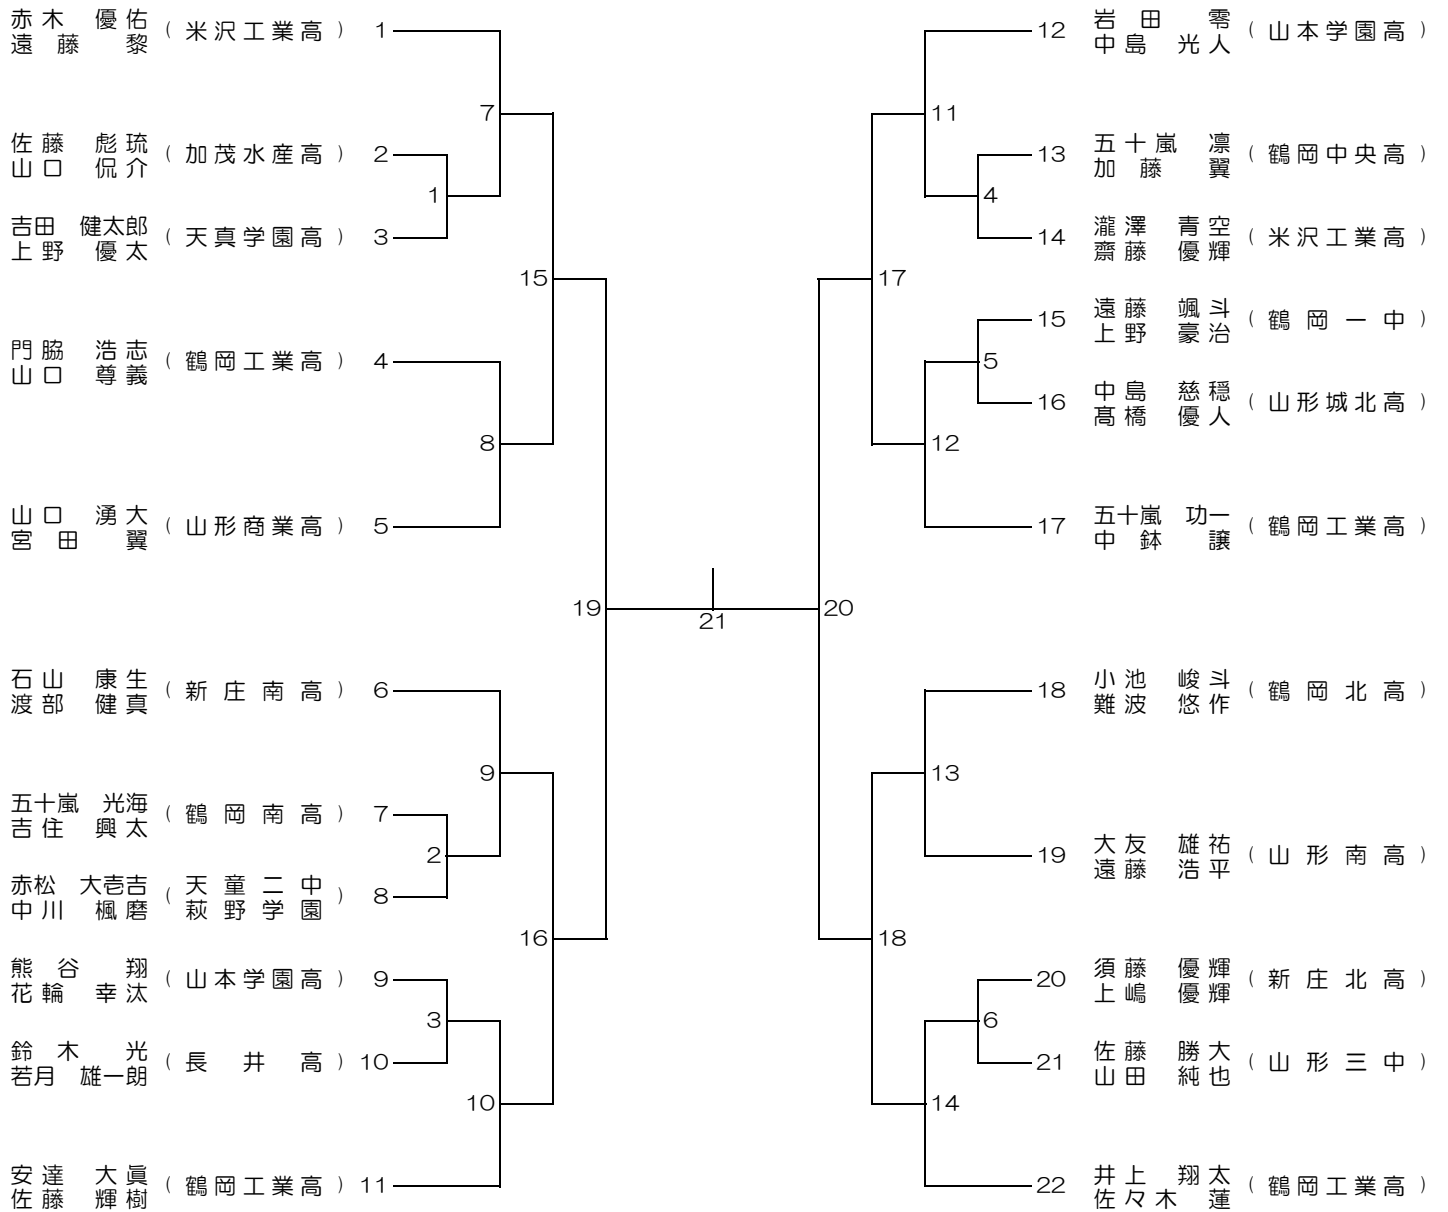 赤木 優佑
遠藤 黎
（米沢工業高） 1
佐藤 彪琉
山口 侃介
（加茂水産高） 2
吉田 健太郎
上野 優太
（天真学園高） 3
門脇 浩志
山口 尊義
（鶴岡工業高） 4
山口 湧大
宮田 翼
（山形商業高） 5
石山 康生
渡部 健真
（新庄南高） 6
五十嵐 光海
吉住 興太
（鶴岡南高） 7
赤松 大壱吉
中川 楓磨
（天童二中
萩野学園） 8
熊谷 翔
花輪 幸汰
（山本学園高） 9
鈴木 光
若月 雄一朗
（長井高） 10
安達 大眞
佐藤 輝樹
（鶴岡工業高） 11
7
1
15
8
19
9
2
16
3
10
21
20
11
4
17
5
12
13
18
6
14
12 岩田 零
中島 光人
（山本学園高）
13 五十嵐 凛
加藤 翼
（鶴岡中央高）
14 瀧澤 青空
齋藤 優輝
（米沢工業高）
15 遠藤 颯斗
上野 豪治
（鶴岡一中）
16 中島 慈穏
髙橋 優人
（山形城北高）
17 五十嵐 功一
中鉢 譲
（鶴岡工業高）
18 小池 峻斗
難波 悠作
（鶴岡北高）
19 大友 雄祐
遠藤 浩平
（山形南高）
20 須藤 優輝
上嶋 優輝
（新庄北高）
21 佐藤 勝大
山田 純也
（山形三中）
22 井上 翔太
佐々木 蓮
（鶴岡工業高）